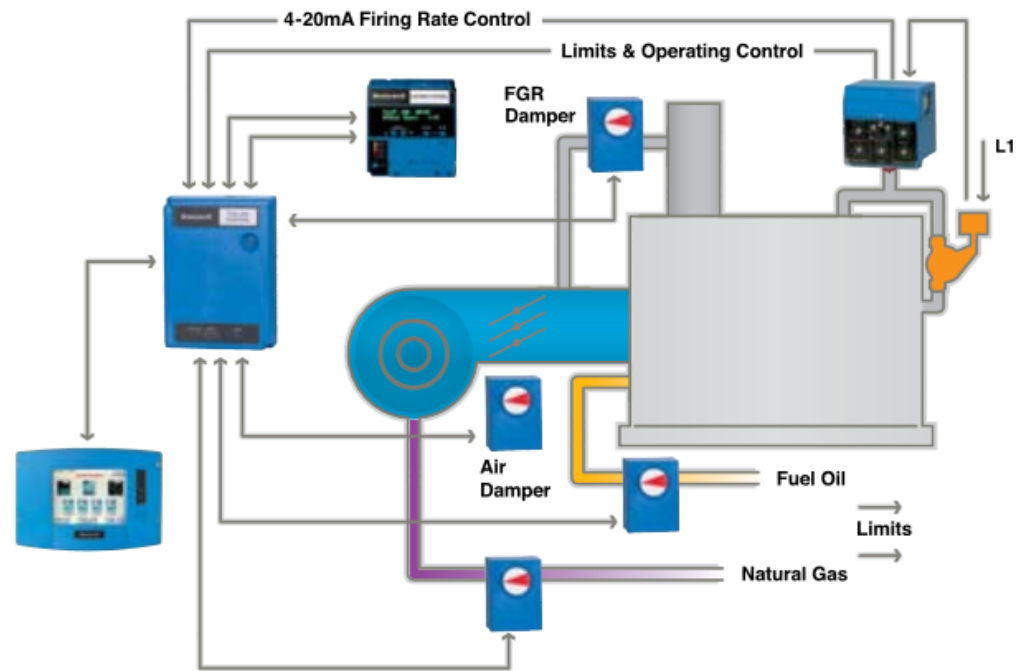 4-20mA Firing Rate Control
Limits & Operating Control
FGR
Damper
L1
Air
Damper
Fuel Oil
Limits
Natural Gas